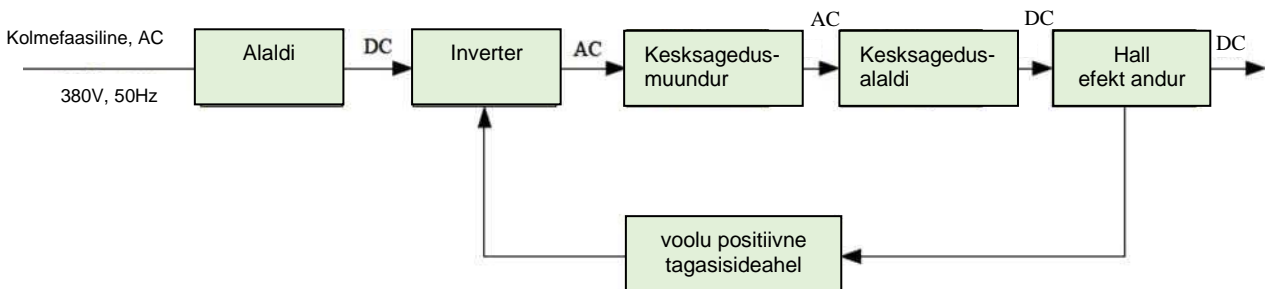 Kolmefaasiline, AC
380V, 50Hz
Alaldi
DC
Inverter
AC
Kesksagedus-
muundur
AC
Kesksagedus-
alaldi
DC
Hall
efekt andur
DC
voolu positiivne
tagasisideahel